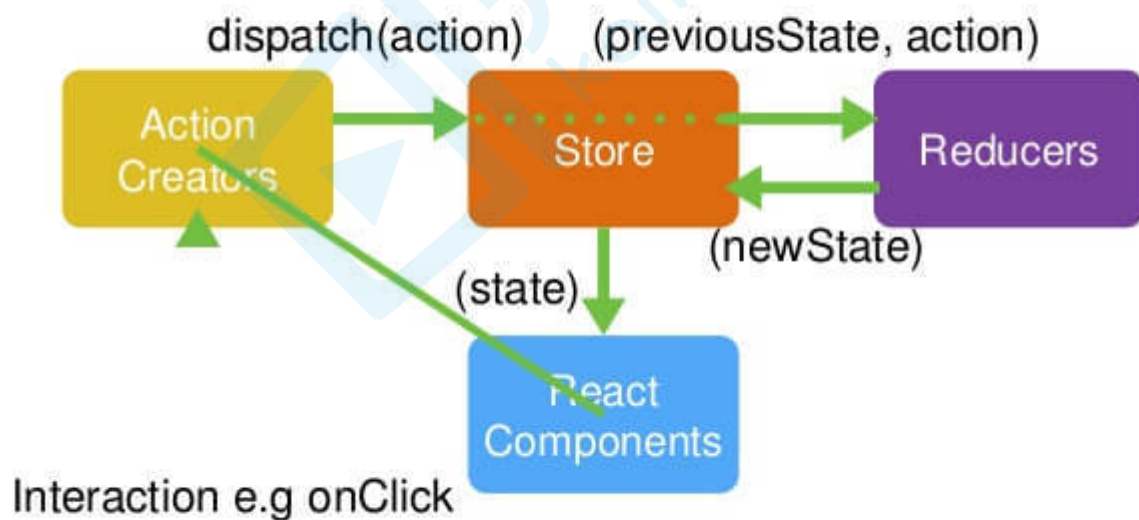 dispatch(action)
(previousState, action)
Action
Creators
Store
Reducers
(newState)
(state)
React
Components
Interaction e.g onClick